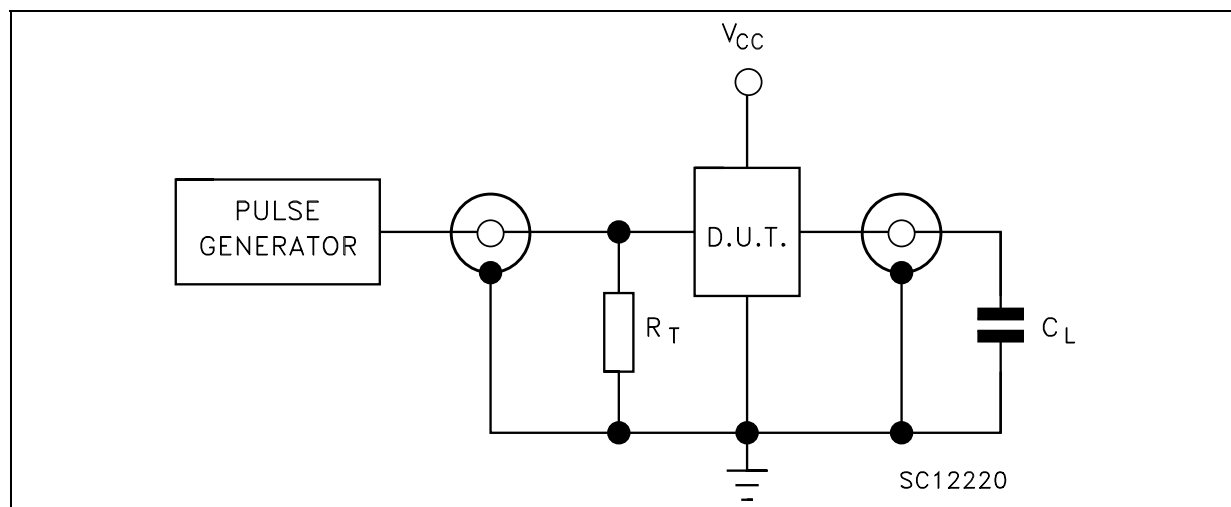 VCC
PULSE
GENERATOR
D.U.T.
RT
CL
SC12220